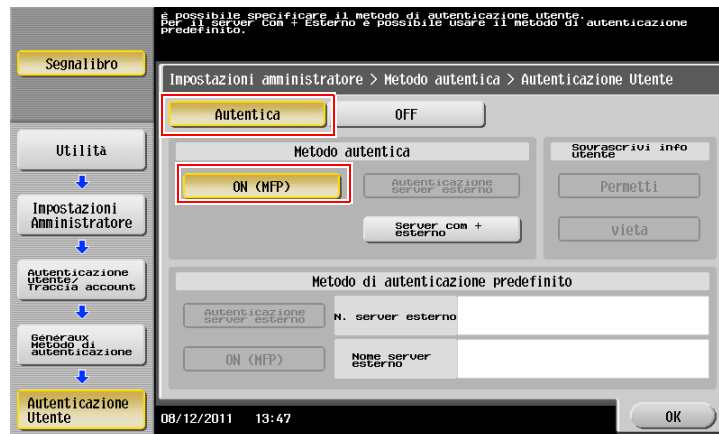 è possibile specificare il metodo di autenticazione utente.
Per il server Com + Esterno è possibile usare il metodo di autenticazione
predefinito.
Segnalibro
Impostazioni amministratore > Metodo autentica > Autenticazione Utente
Autentica
OFF
Utilità
Metodo autentica
Sovrascrivi info
utente
ON (MFP)
Autenticazione
server esterno
Permetti
Impostazioni
Amministratore
Server com +
esterno
vieta
Autenticazione
utente/
Traccia account
Metodo di autenticazione predefinito
Autenticazione
server esterno
N. server esterno
Généraux
Metodo di
autenticazione
ON (MFP)
Nome server
esterno
Autenticazione
Utente
08/12/2011 13:47
OK